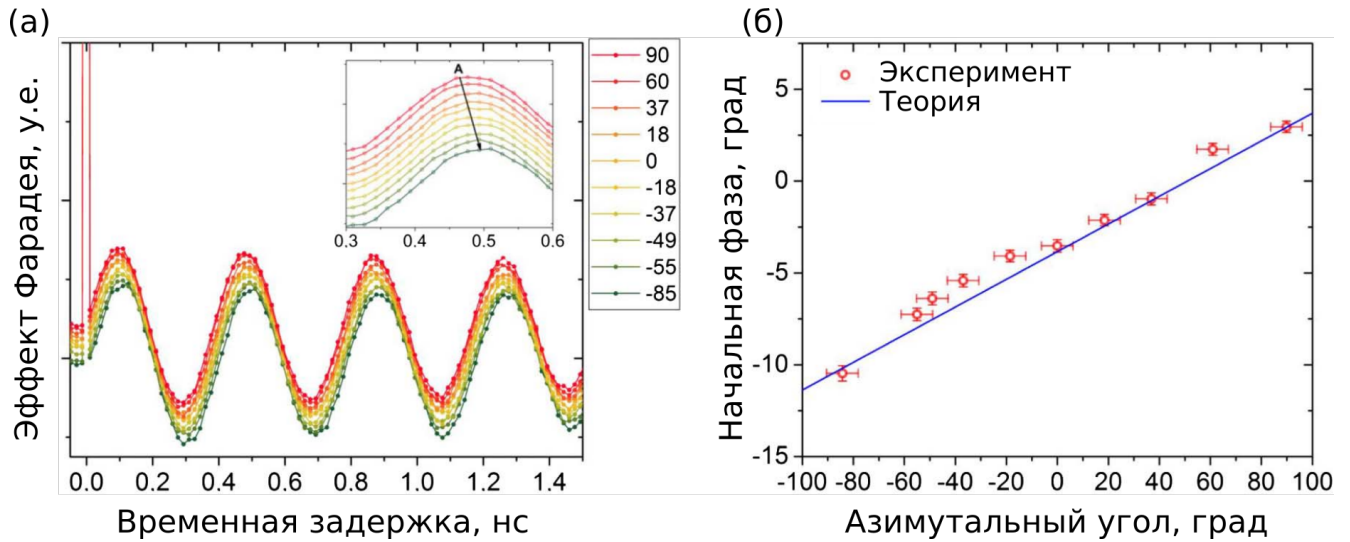 (а)
Эффект Фарадея, у.е.
A
0.3 0.4 0.5 0.6
90
60
37
18
0
-18
-37
-49
-55
-85
0.0 0.2 0.4 0.6 0.8 1.0 1.2 1.4
Временная задержка, нс
(б)
Начальная фаза, град
Эксперимент
Теория
5
0
-5
-10
-15
-100 -80 -60 -40 -20 0 20 40 60 80 100
Азимутальный угол, град